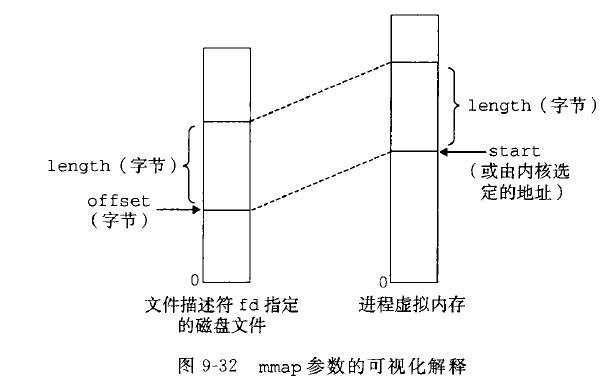 length（字节）
length（字节）
start
（或由内核选
定的地址）
offset
（字节）
0
0
文件描述符 fd 指定
的磁盘文件
进程虚拟内存
图 9-32 mmap 参数的可视化解释